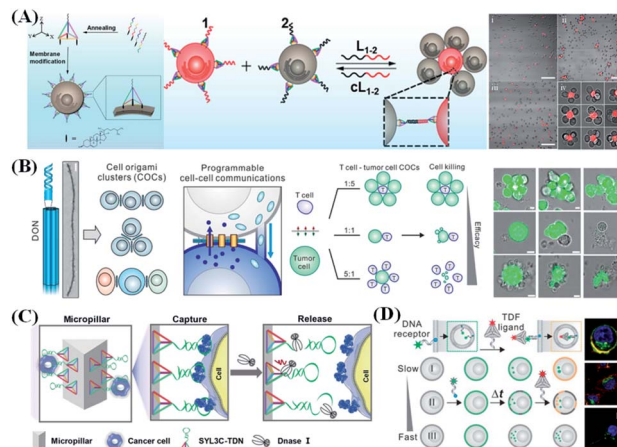 (A)
Annealing
Membrane
modification
1
2
L1-2
cL1-2
i
ii
iii
iv
(B)
DON
Cell origami
clusters (COCs)
Programmable
cell-cell communications
T cell - tumor cell COCs
Cell killing
T cell
Tumor
cell
1:5
1:1
5:1
Efficacy
(C)
Micropillar
Capture
Release
Cell
Micropillar
Cancer cell
SYL3C-TDN
Dnase I
(D)
DNA
receptor
TDF
ligand
Slow
I
II
Δt
III
Fast